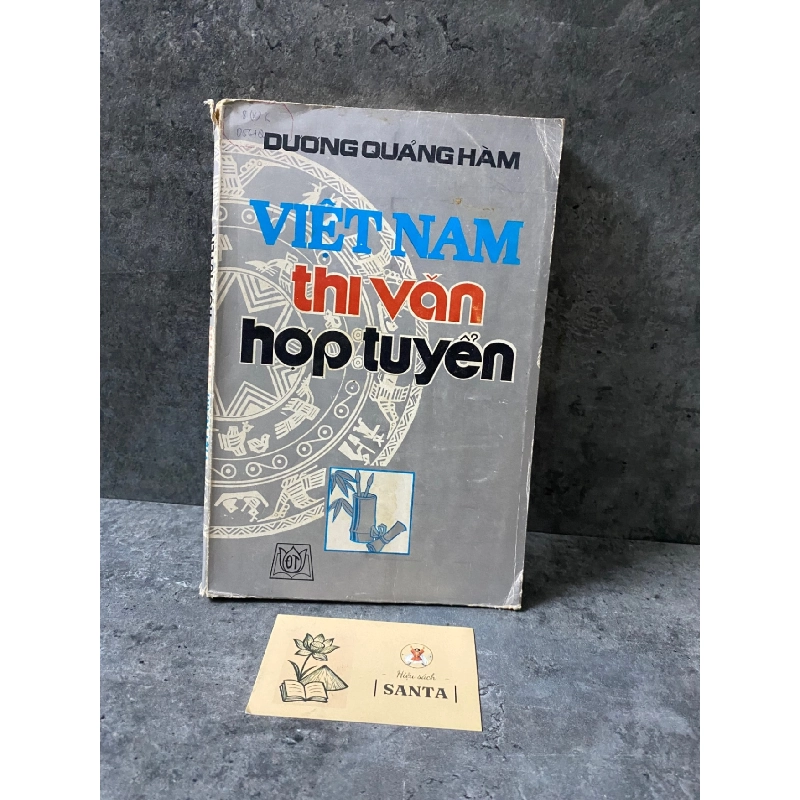 DƯƠNG QUẢNG HÀM
VIỆT NAM
thi văn
hợp tuyển
Hiệu sách
SANTA